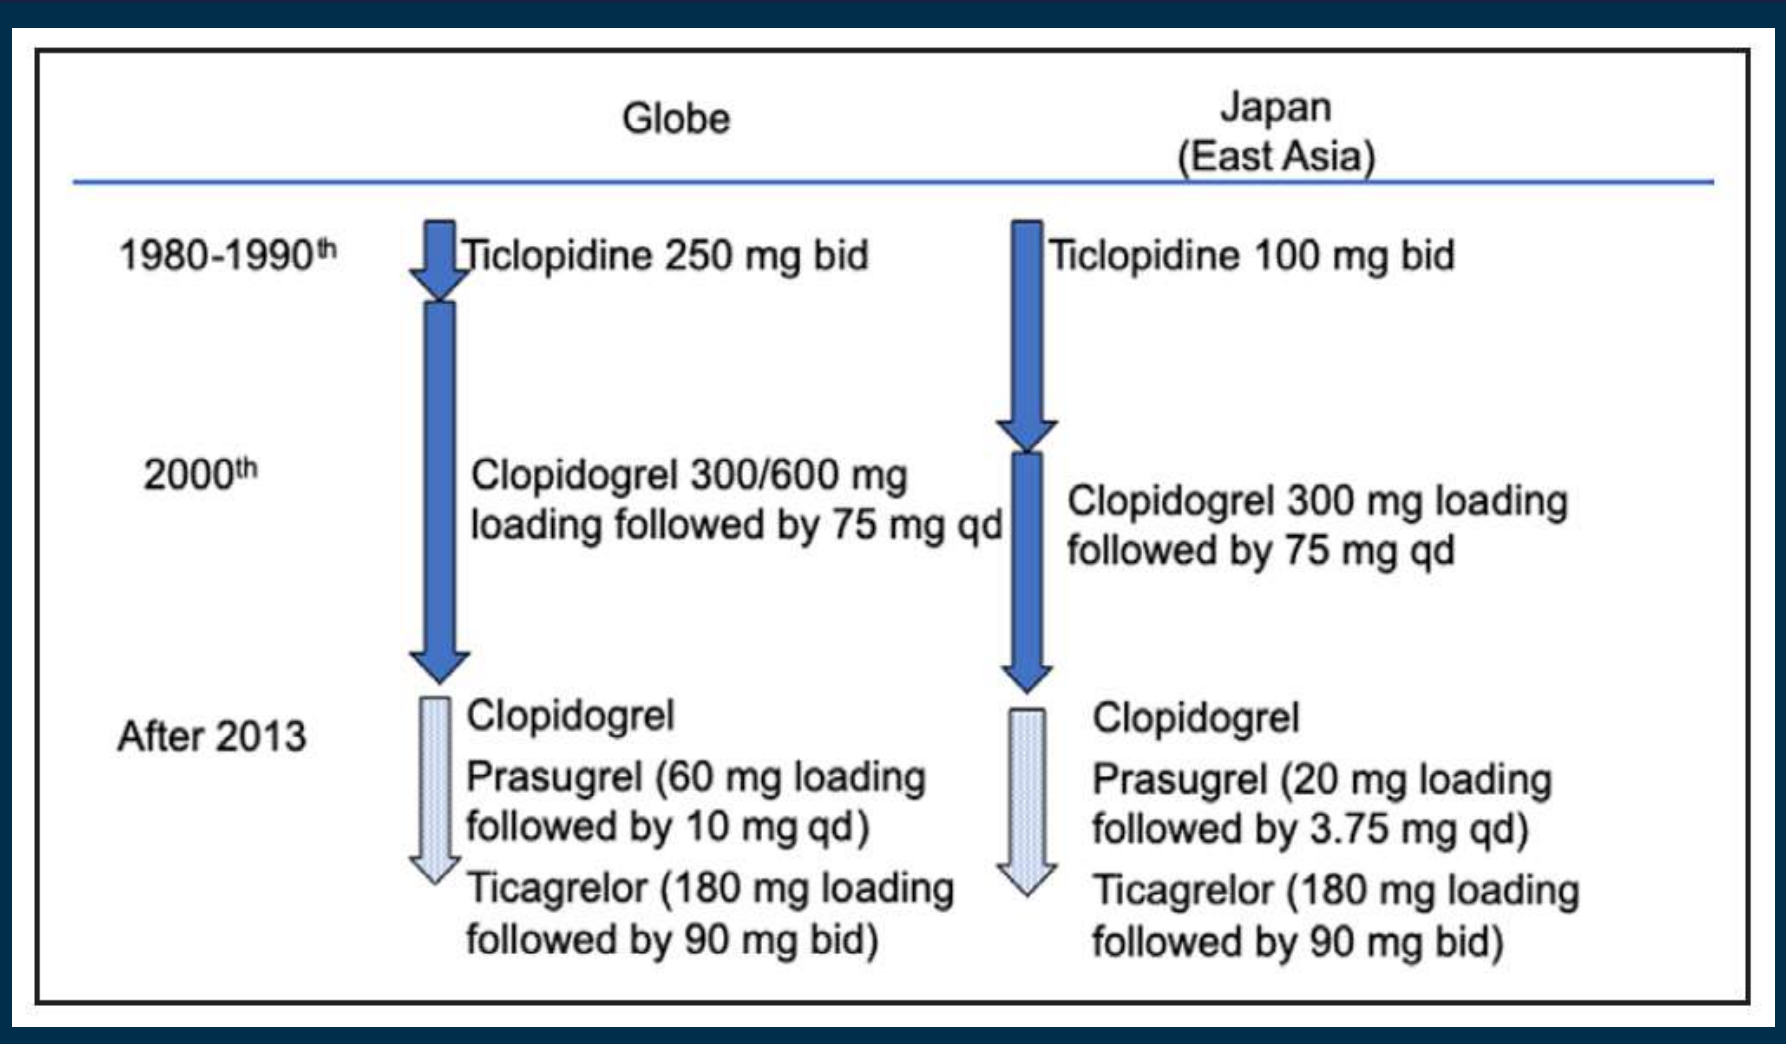 Globe
Japan
(East Asia)
1980-1990th
Ticlopidine 250 mg bid
Ticlopidine 100 mg bid
2000th
Clopidogrel 300/600 mg
loading followed by 75 mg qd
Clopidogrel 300 mg loading
followed by 75 mg qd
After 2013
Clopidogrel
Prasugrel (60 mg loading
followed by 10 mg qd)
Ticagrelor (180 mg loading
followed by 90 mg bid)
Clopidogrel
Prasugrel (20 mg loading
followed by 3.75 mg qd)
Ticagrelor (180 mg loading
followed by 90 mg bid)